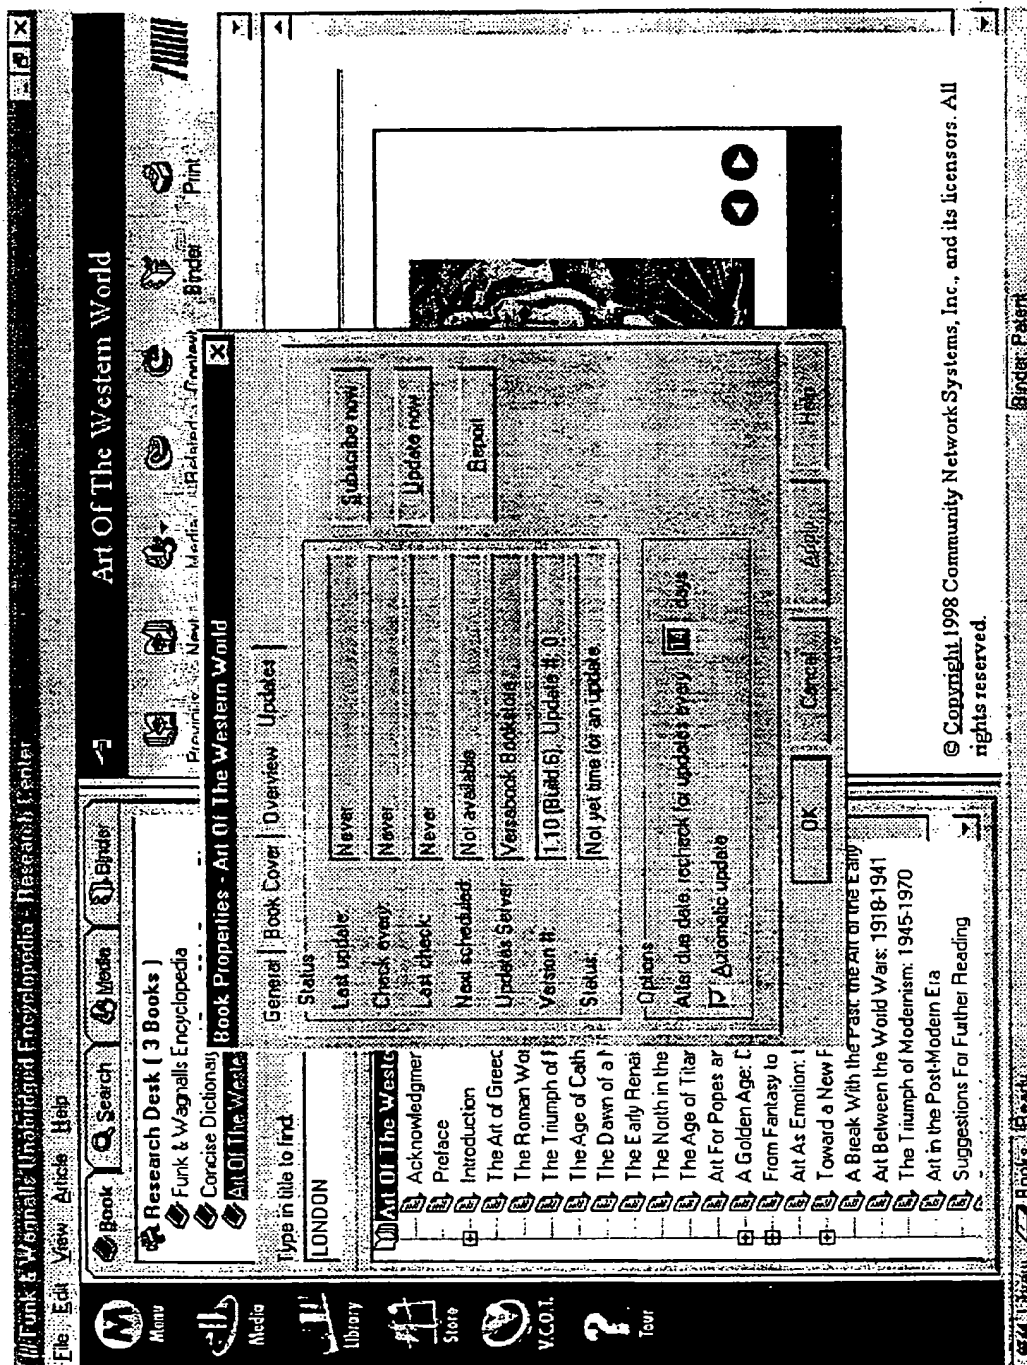 Funk & Wagnalls Unabridged Encyclopedia - Research Center
File Edit View Article Help
Book Search Media Binder
Art Of The Western World
Menu
Media
Library
Store
V.C.O.T.
Tour
Previous Next Media Related Context Binder Print
Research Desk ( 3 Books )
Funk & Wagnalls Encyclopedia
Concise Dictionary
Art Of The Weste
Type in title to find:
LONDON
Art Of The Weste
Acknowledgmer
Preface
Introduction
The Art of Greec
The Roman Wo
The Triumph of
The Age of Cath
The Dawn of a
The Early Renai
The North in the
The Age of Titar
Art For Popes ar
A Golden Age: D
From Fantasy to
Art As Emotion:
Toward a New F
A Break With the Past: the Art of the Early
Art Between the World Wars: 1918-1941
The Triumph of Modernism: 1945-1970
Art in the Post-Modern Era
Suggestions For Further Reading
Book Properties - Art Of The Western World
General Book Cover Overview Updates
Status
Last update: Never
Check every: Never
Last check: Never
Next scheduled: Not available
Updates Server: Versabook Bookstore
Version #: 1.10 (Build 6), Update #: 0
Status: Not yet time for an update.
Subscribe now
Update now
Report
Options
After due date, recheck for updates every 14 days
Automatic update
OK Cancel Apply Help
© Copyright 1998 Community Network Systems, Inc., and its licensors. All
rights reserved.
Books Ready
Binder: Patent